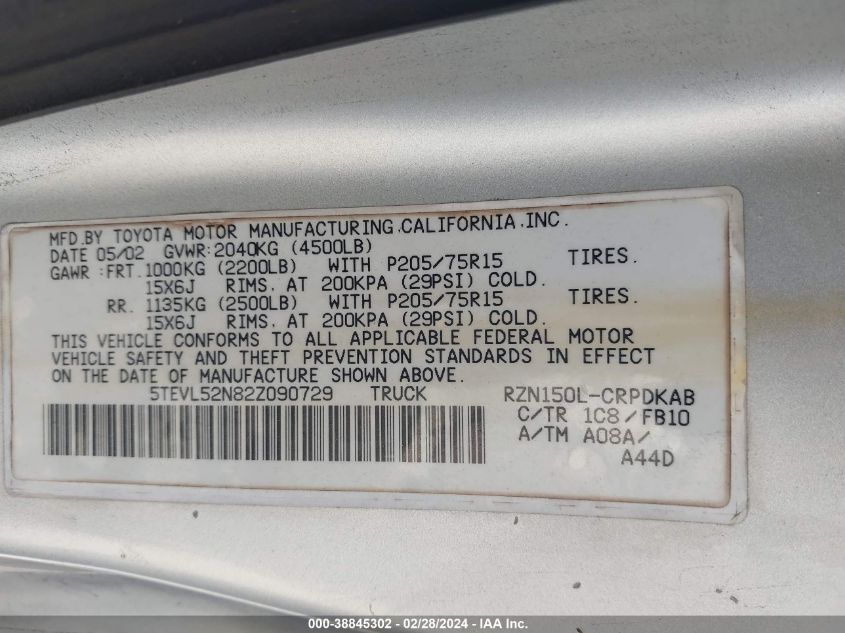 MFD.BY TOYOTA MOTOR MANUFACTURING.CALIFORNIA.INC.
DATE 05/02 GVWR:2040KG (4500LB)
GAWR :FRT.1000KG (2200LB) WITH P205/75R15 TIRES.
15X6J RIMS. AT 200KPA (29PSI) COLD.
RR. 1135KG (2500LB) WITH P205/75R15 TIRES.
15X6J RIMS. AT 200KPA (29PSI) COLD.
THIS VEHICLE CONFORMS TO ALL APPLICABLE FEDERAL MOTOR
VEHICLE SAFETY AND THEFT PREVENTION STANDARDS IN EFFECT
ON THE DATE OF MANUFACTURE SHOWN ABOVE.
5TEVL52N82Z090729 TRUCK RZN150L-CRPDKAB
C/TR 1C8/FB10
A/TM A08A/
A44D
000-38845302 - 02/28/2024 - IAA Inc.